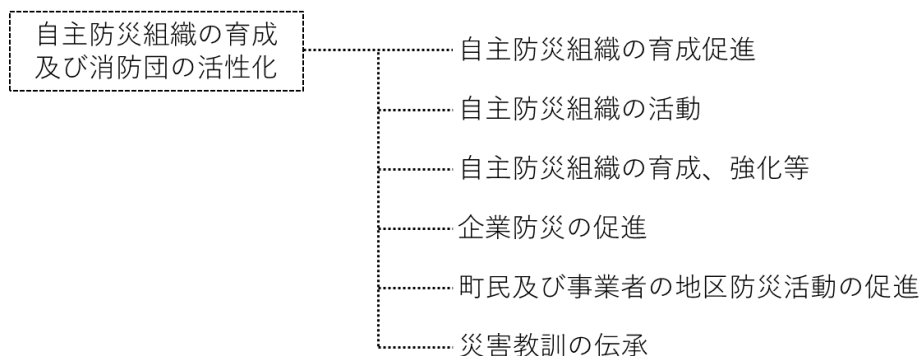 自主防災組織の育成
及び消防団の活性化
自主防災組織の育成促進
自主防災組織の活動
自主防災組織の育成、強化等
企業防災の促進
町民及び事業者の地区防災活動の促進
災害教訓の伝承